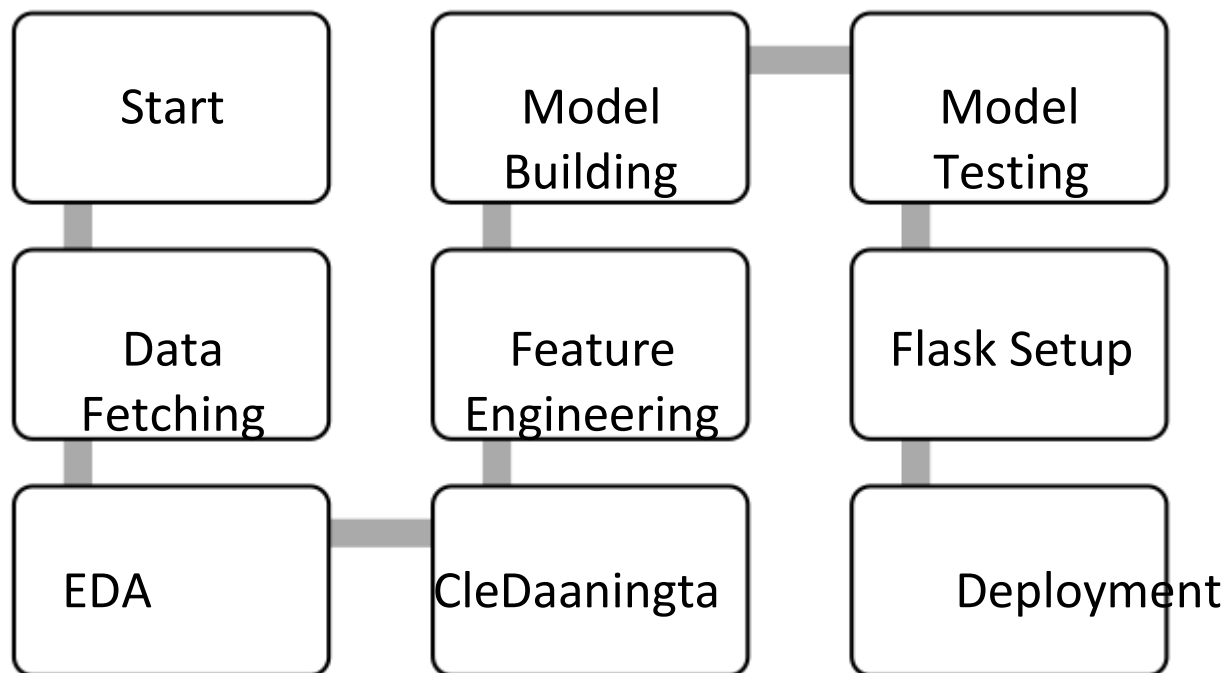 Start
Data
Fetching
EDA
CleDaaningta
Feature
Engineering
Model
Building
Model
Testing
Flask Setup
Deployment